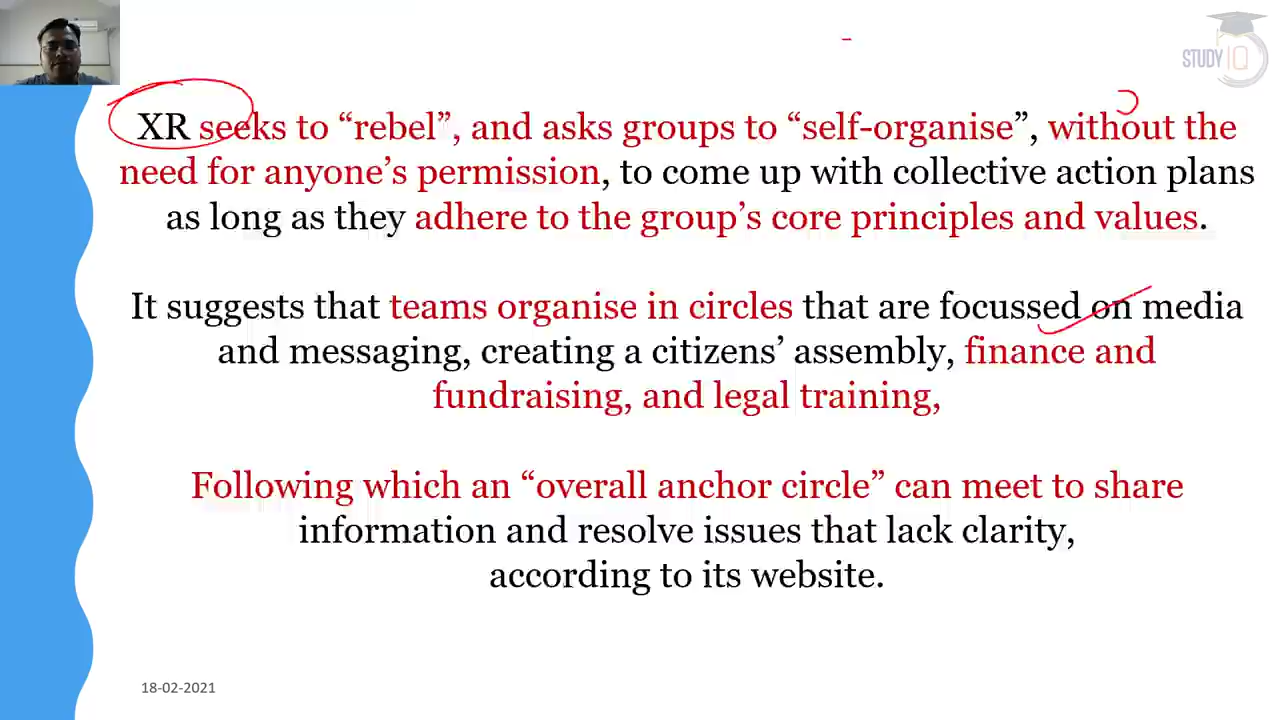 STUDY IQ
XR seeks to “rebel”, and asks groups to “self-organise”, without the
need for anyone’s permission, to come up with collective action plans
as long as they adhere to the group’s core principles and values.
It suggests that teams organise in circles that are focussed on media
and messaging, creating a citizens’ assembly, finance and
fundraising, and legal training,
Following which an “overall anchor circle” can meet to share
information and resolve issues that lack clarity,
according to its website.
18-02-2021